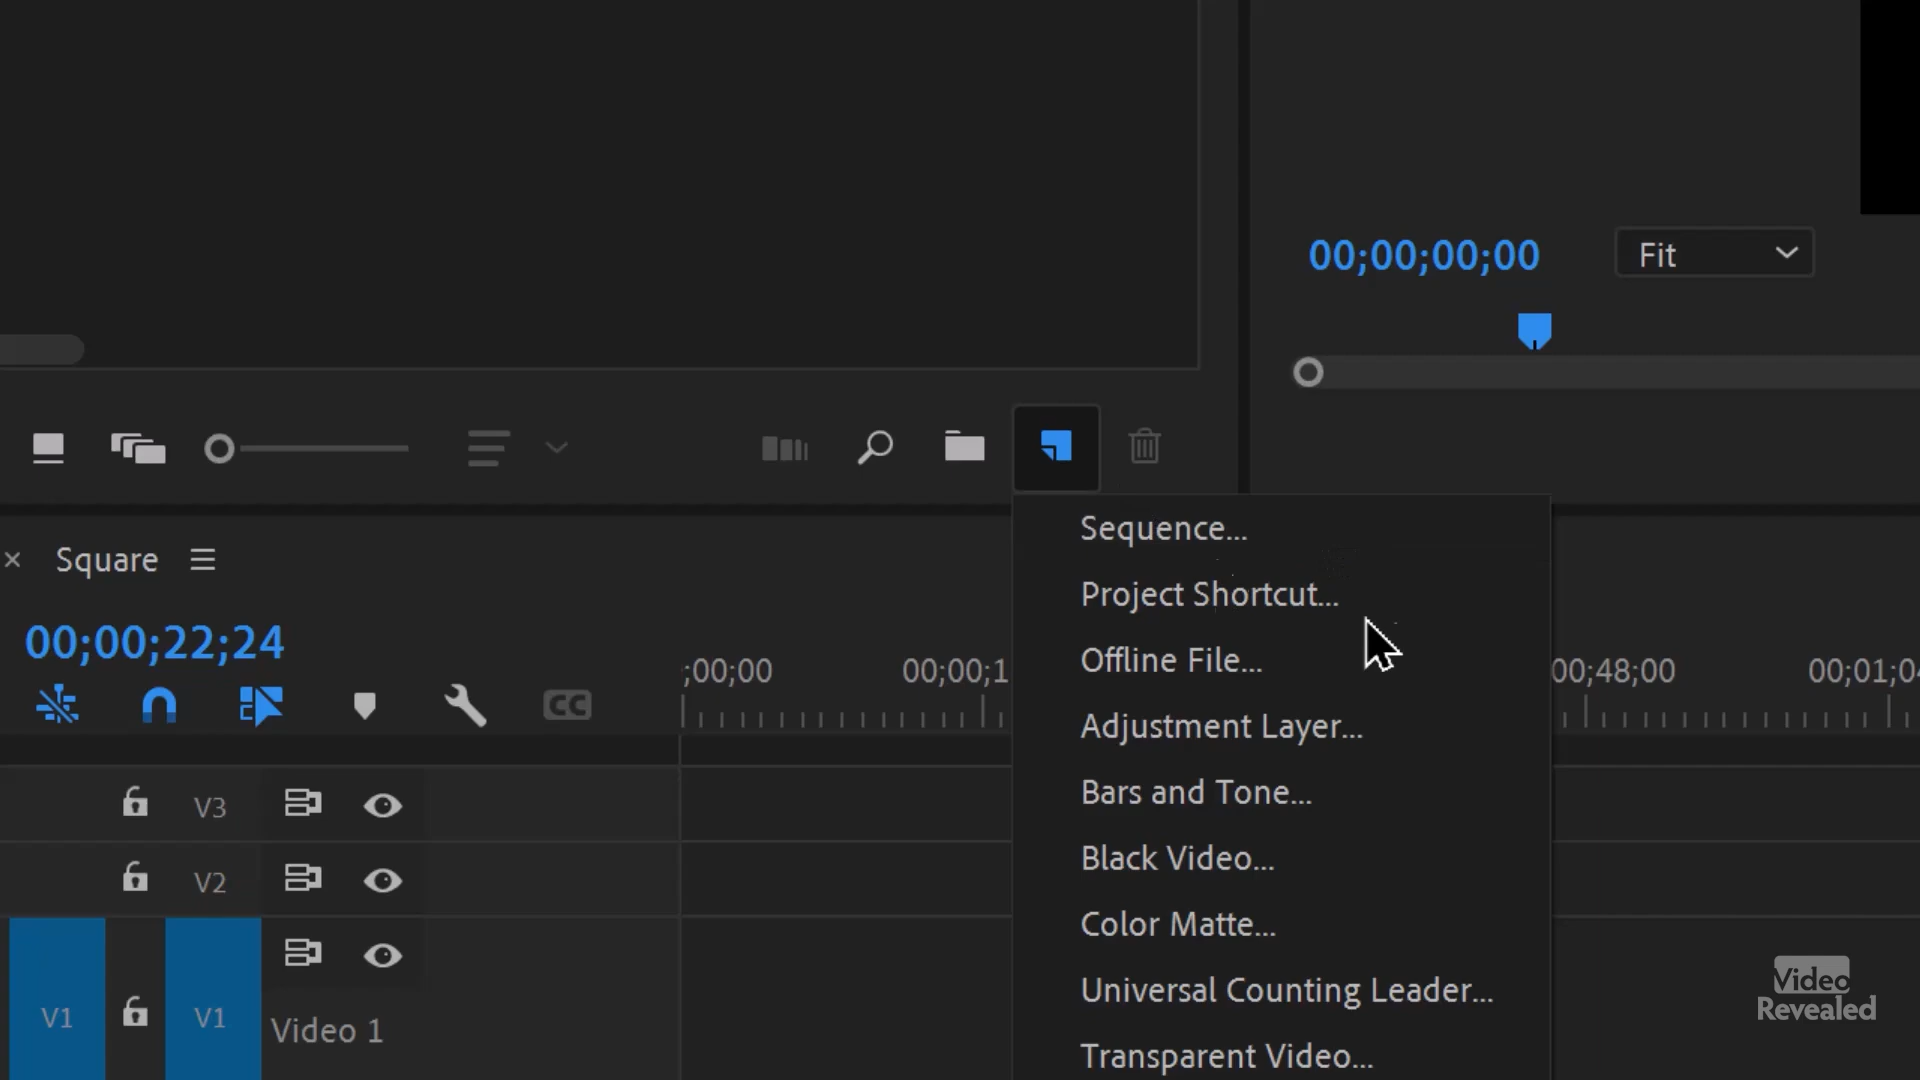 00;00;00;00
Fit
Square
00;00;22;24
;00;00
00;00;1
00;48;00
00;01;04
CC
Sequence...
Project Shortcut...
Offline File...
Adjustment Layer...
Bars and Tone...
Black Video...
Color Matte...
Universal Counting Leader...
Transparent Video...
V3
V2
V1
V1
Video 1
Video
Revealed